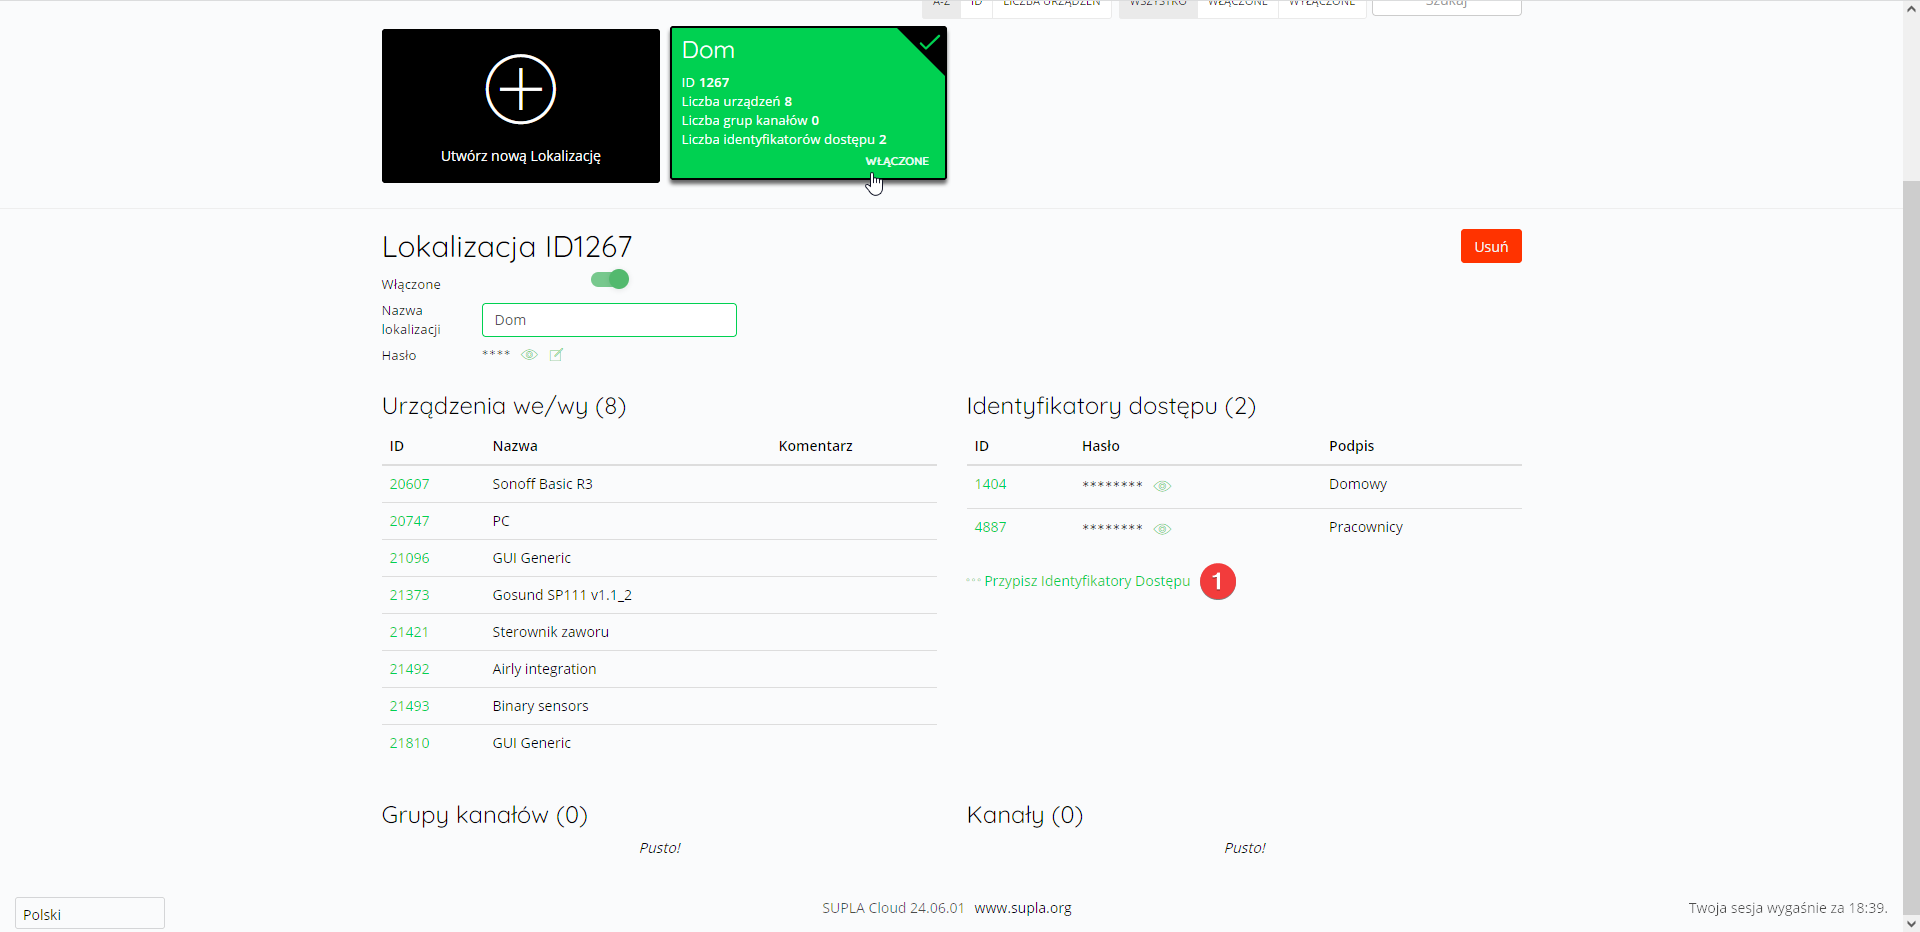 A-Z ID LICZBA URZĄDZEŃ WSZYSTKO WŁĄCZONE WYŁĄCZONE Szukaj
Utwórz nową Lokalizację
Dom
ID 1267
Liczba urządzeń 8
Liczba grup kanałów 0
Liczba identyfikatorów dostępu 2
WŁĄCZONE
Lokalizacja ID1267
Usuń
Włączone
Nazwa
lokalizacji
Dom
Hasło ****
Urządzenia we/wy (8)
ID Nazwa Komentarz
20607 Sonoff Basic R3
20747 PC
21096 GUI Generic
21373 Gosund SP111 v1.1_2
21421 Sterownik zaworu
21492 Airly integration
21493 Binary sensors
21810 GUI Generic
Identyfikatory dostępu (2)
ID Hasło Podpis
1404 ******** Domowy
4887 ******** Pracownicy
Przypisz Identyfikatory Dostępu 1
Grupy kanałów (0)
Pusto!
Kanały (0)
Pusto!
Polski
SUPLA Cloud 24.06.01 www.supla.org
Twoja sesja wygaśnie za 18:39.